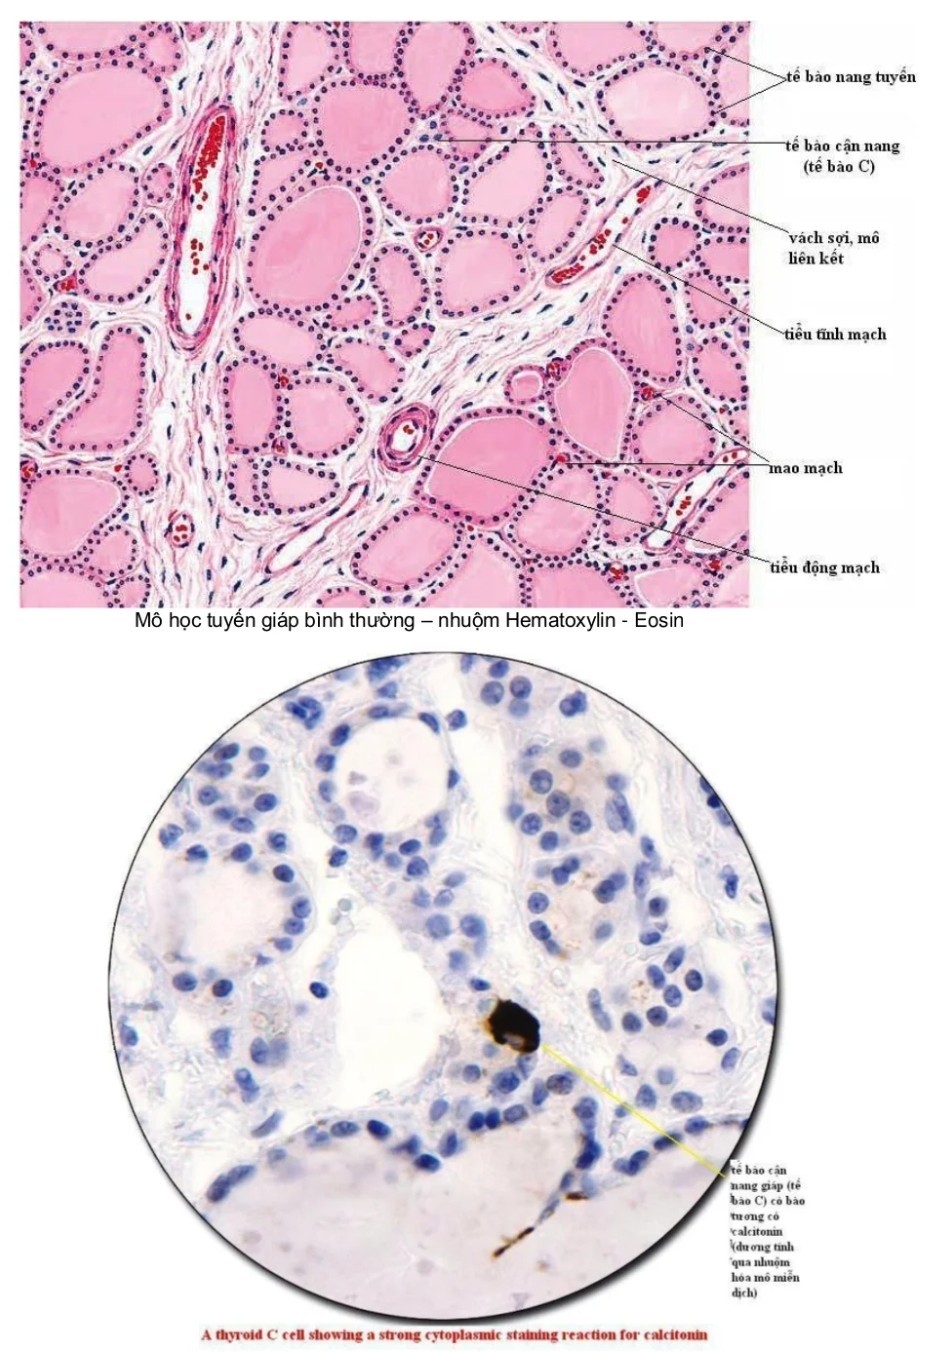 tế bào nang tuyến
tế bào cận nang
(tế bào C)
vách sợi, mô
liên kết
tiểu tĩnh mạch
mao mạch
tiểu động mạch
Mô học tuyến giáp bình thường – nhuộm Hematoxylin - Eosin
tế bào cận
nang giáp (tế
bào C) có bào
tương có
calcitonin
(dương tính
qua nhuộm
hóa mô miễn
dịch)
A thyroid C cell showing a strong cytoplasmic staining reaction for calcitonin